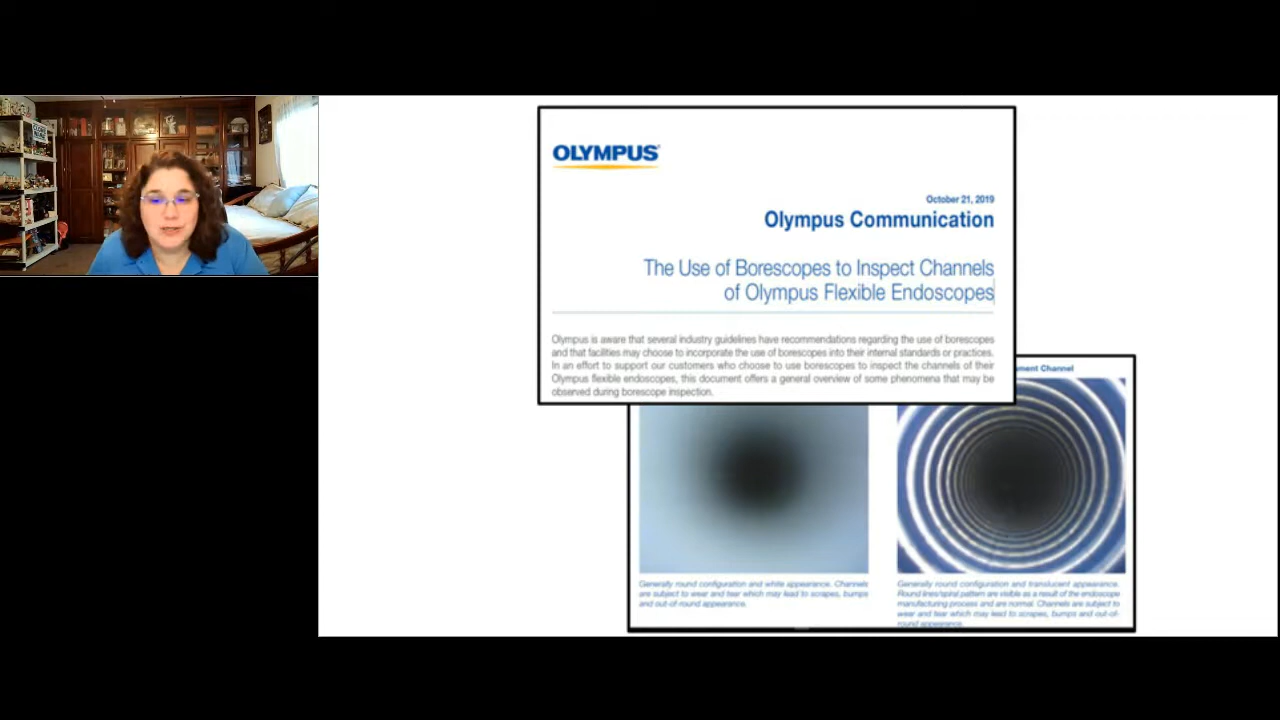 OLYMPUS
October 21, 2019
Olympus Communication
The Use of Borescopes to Inspect Channels
of Olympus Flexible Endoscopes
Olympus is aware that several industry guidelines have recommendations regarding the use of borescopes
and that facilities may choose to incorporate the use of borescopes into their internal standards or practices.
In an effort to support our customers who choose to use borescopes to inspect the channels of their
Olympus flexible endoscopes, this document offers a general overview of some phenomena that may be
observed during borescope inspection.
Channel
Generally round configuration and white appearance. Channels
are subject to wear and tear which may lead to scrapes, bumps
and out-of-round appearance.
Generally round configuration and translucent appearance.
Round lines/spiral pattern are visible as a result of the endoscope
manufacturing process and are normal. Channels are subject to
wear and tear which may lead to scrapes, bumps and out-of-
round appearance.